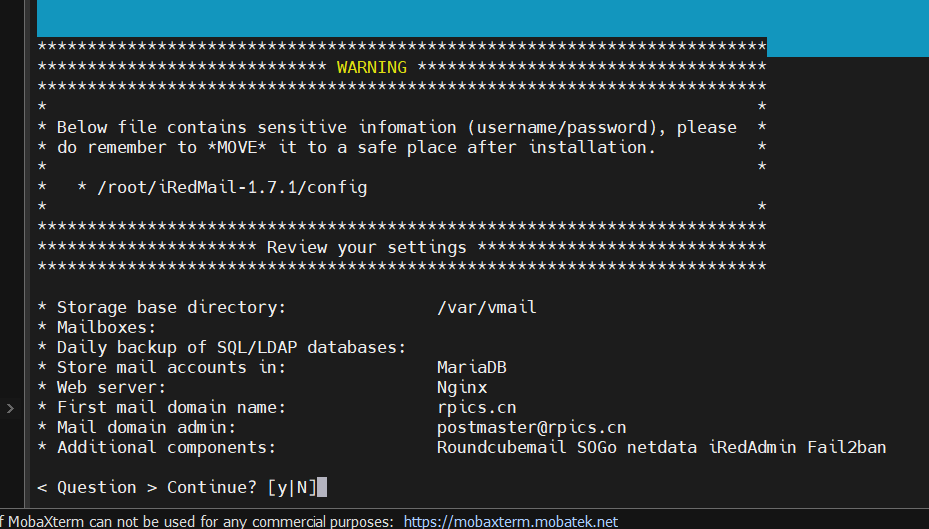 *************************************************************************
***************************** WARNING ***********************************
*************************************************************************
*                                                                       *
* Below file contains sensitive infomation (username/password), please  *
* do remember to *MOVE* it to a safe place after installation.          *
*                                                                       *
*   * /root/iRedMail-1.7.1/config
*                                                                       *
*************************************************************************
********************** Review your settings *****************************
*************************************************************************
* Storage base directory:               /var/vmail
* Mailboxes:
* Daily backup of SQL/LDAP databases:
* Store mail accounts in:               MariaDB
* Web server:                           Nginx
* First mail domain name:               rpics.cn
* Mail domain admin:                    postmaster@rpics.cn
* Additional components:                Roundcubemail SOGo netdata iRedAdmin Fail2ban
< Question > Continue? [y|N]
f MobaXterm can not be used for any commercial purposes: https://mobaxterm.mobatek.net